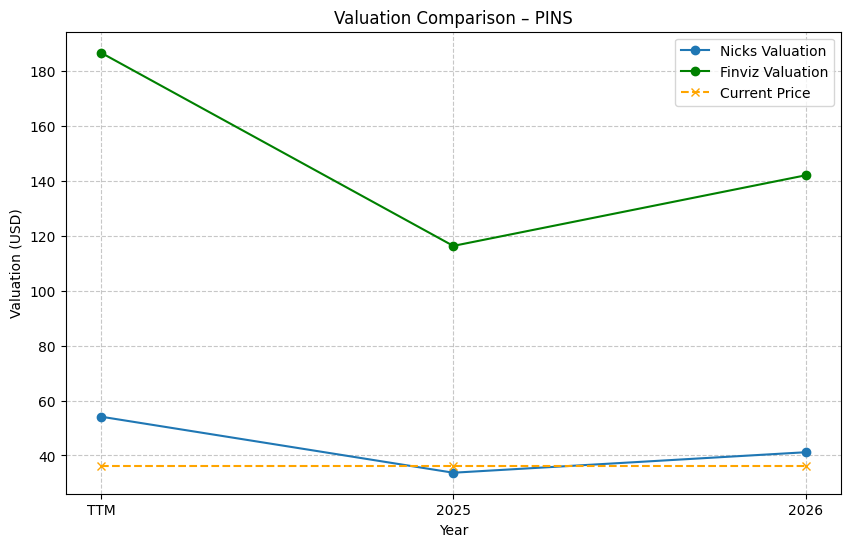 Valuation Comparison – PINS
Nicks Valuation
Finviz Valuation
Current Price
Valuation (USD)
180
160
140
120
100
80
60
40
TTM
2025
2026
Year